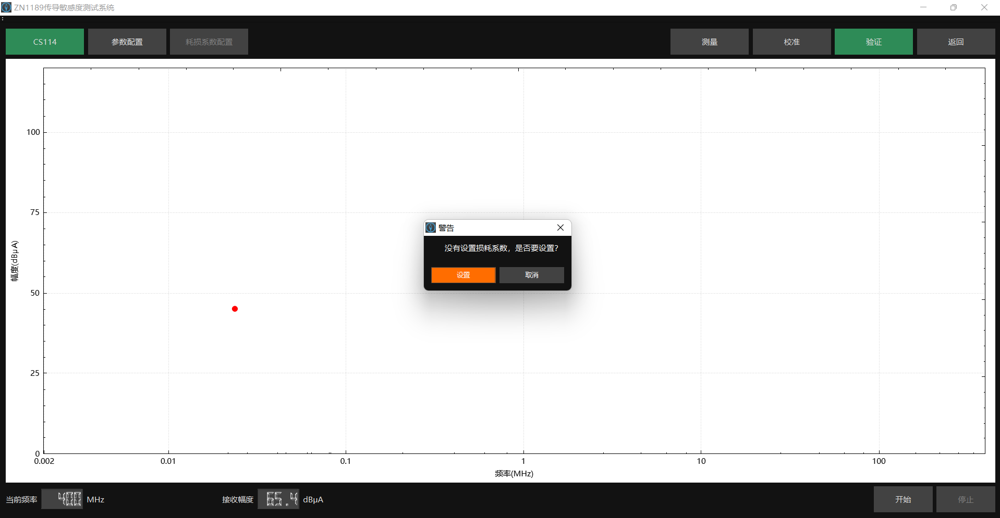 ZN1189传导敏感度测试系统
:
CS114
参数配置
耗损系数配置
测量
校准
验证
返回
100
75
50
25
0
幅度(dBμA)
警告
没有设置损耗系数，是否要设置?
设置
取消
0.002
0.01
0.1
1
10
100
频率(MHz)
当前频率
400
MHz
接收幅度
65.4
dBμA
开始
停止